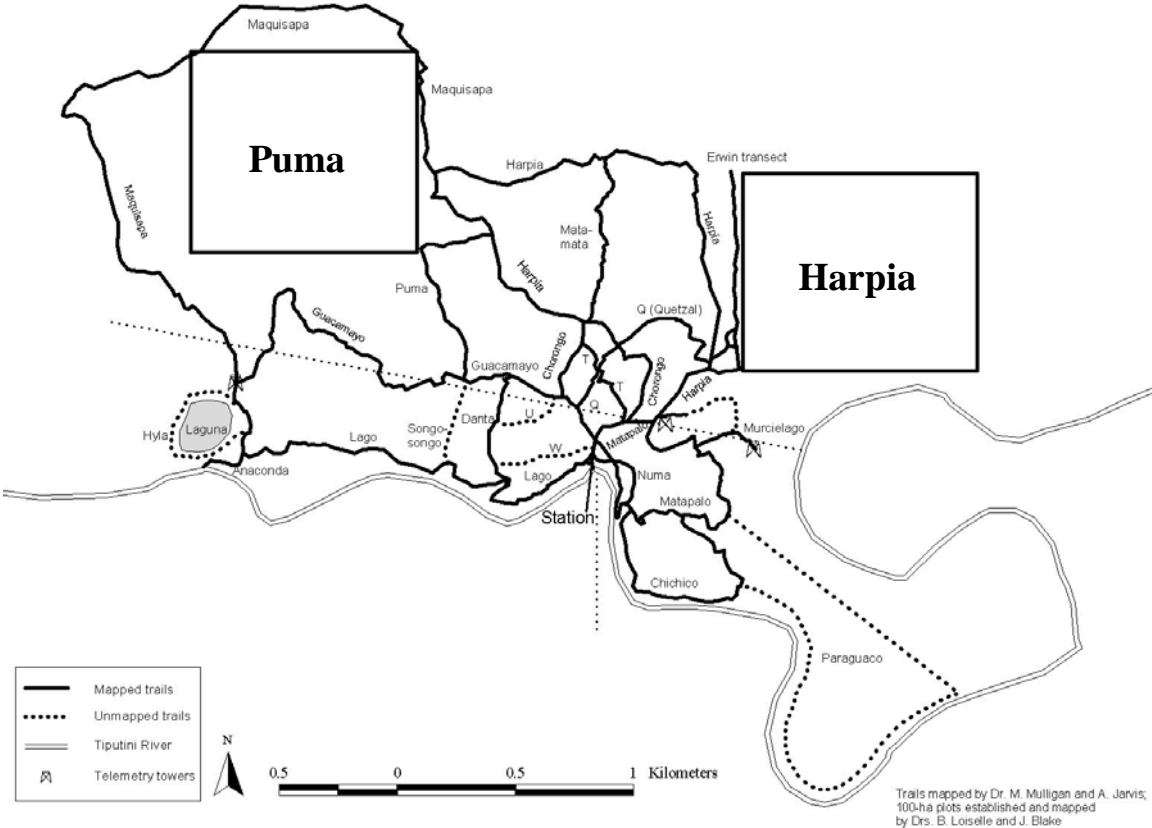 Maquisapa
Maquisapa
Puma
Harpia
Erwin transect
Maquisapa
Mata-
mata
Harpia
Harpia
Harpia
Puma
Q (Quetzal)
Guacamayo
Chorongo
T
Guacamayo
T
Chorongo
Harpia
Q
U
Danta
Laguna
Hyla
Lago
Songo-
songo
Matapalo
Murcielago
W
Anaconda
Lago
Numa
Matapalo
Station
Chichico
Paraguaco
Mapped trails
Unmapped trails
Tiputini River
Telemetry towers
N
0.5 0 0.5 1 Kilometers
Trails mapped by Dr. M. Mulligan and A. Jarvis;
100-ha plots established and mapped
by Drs. B. Loiselle and J. Blake